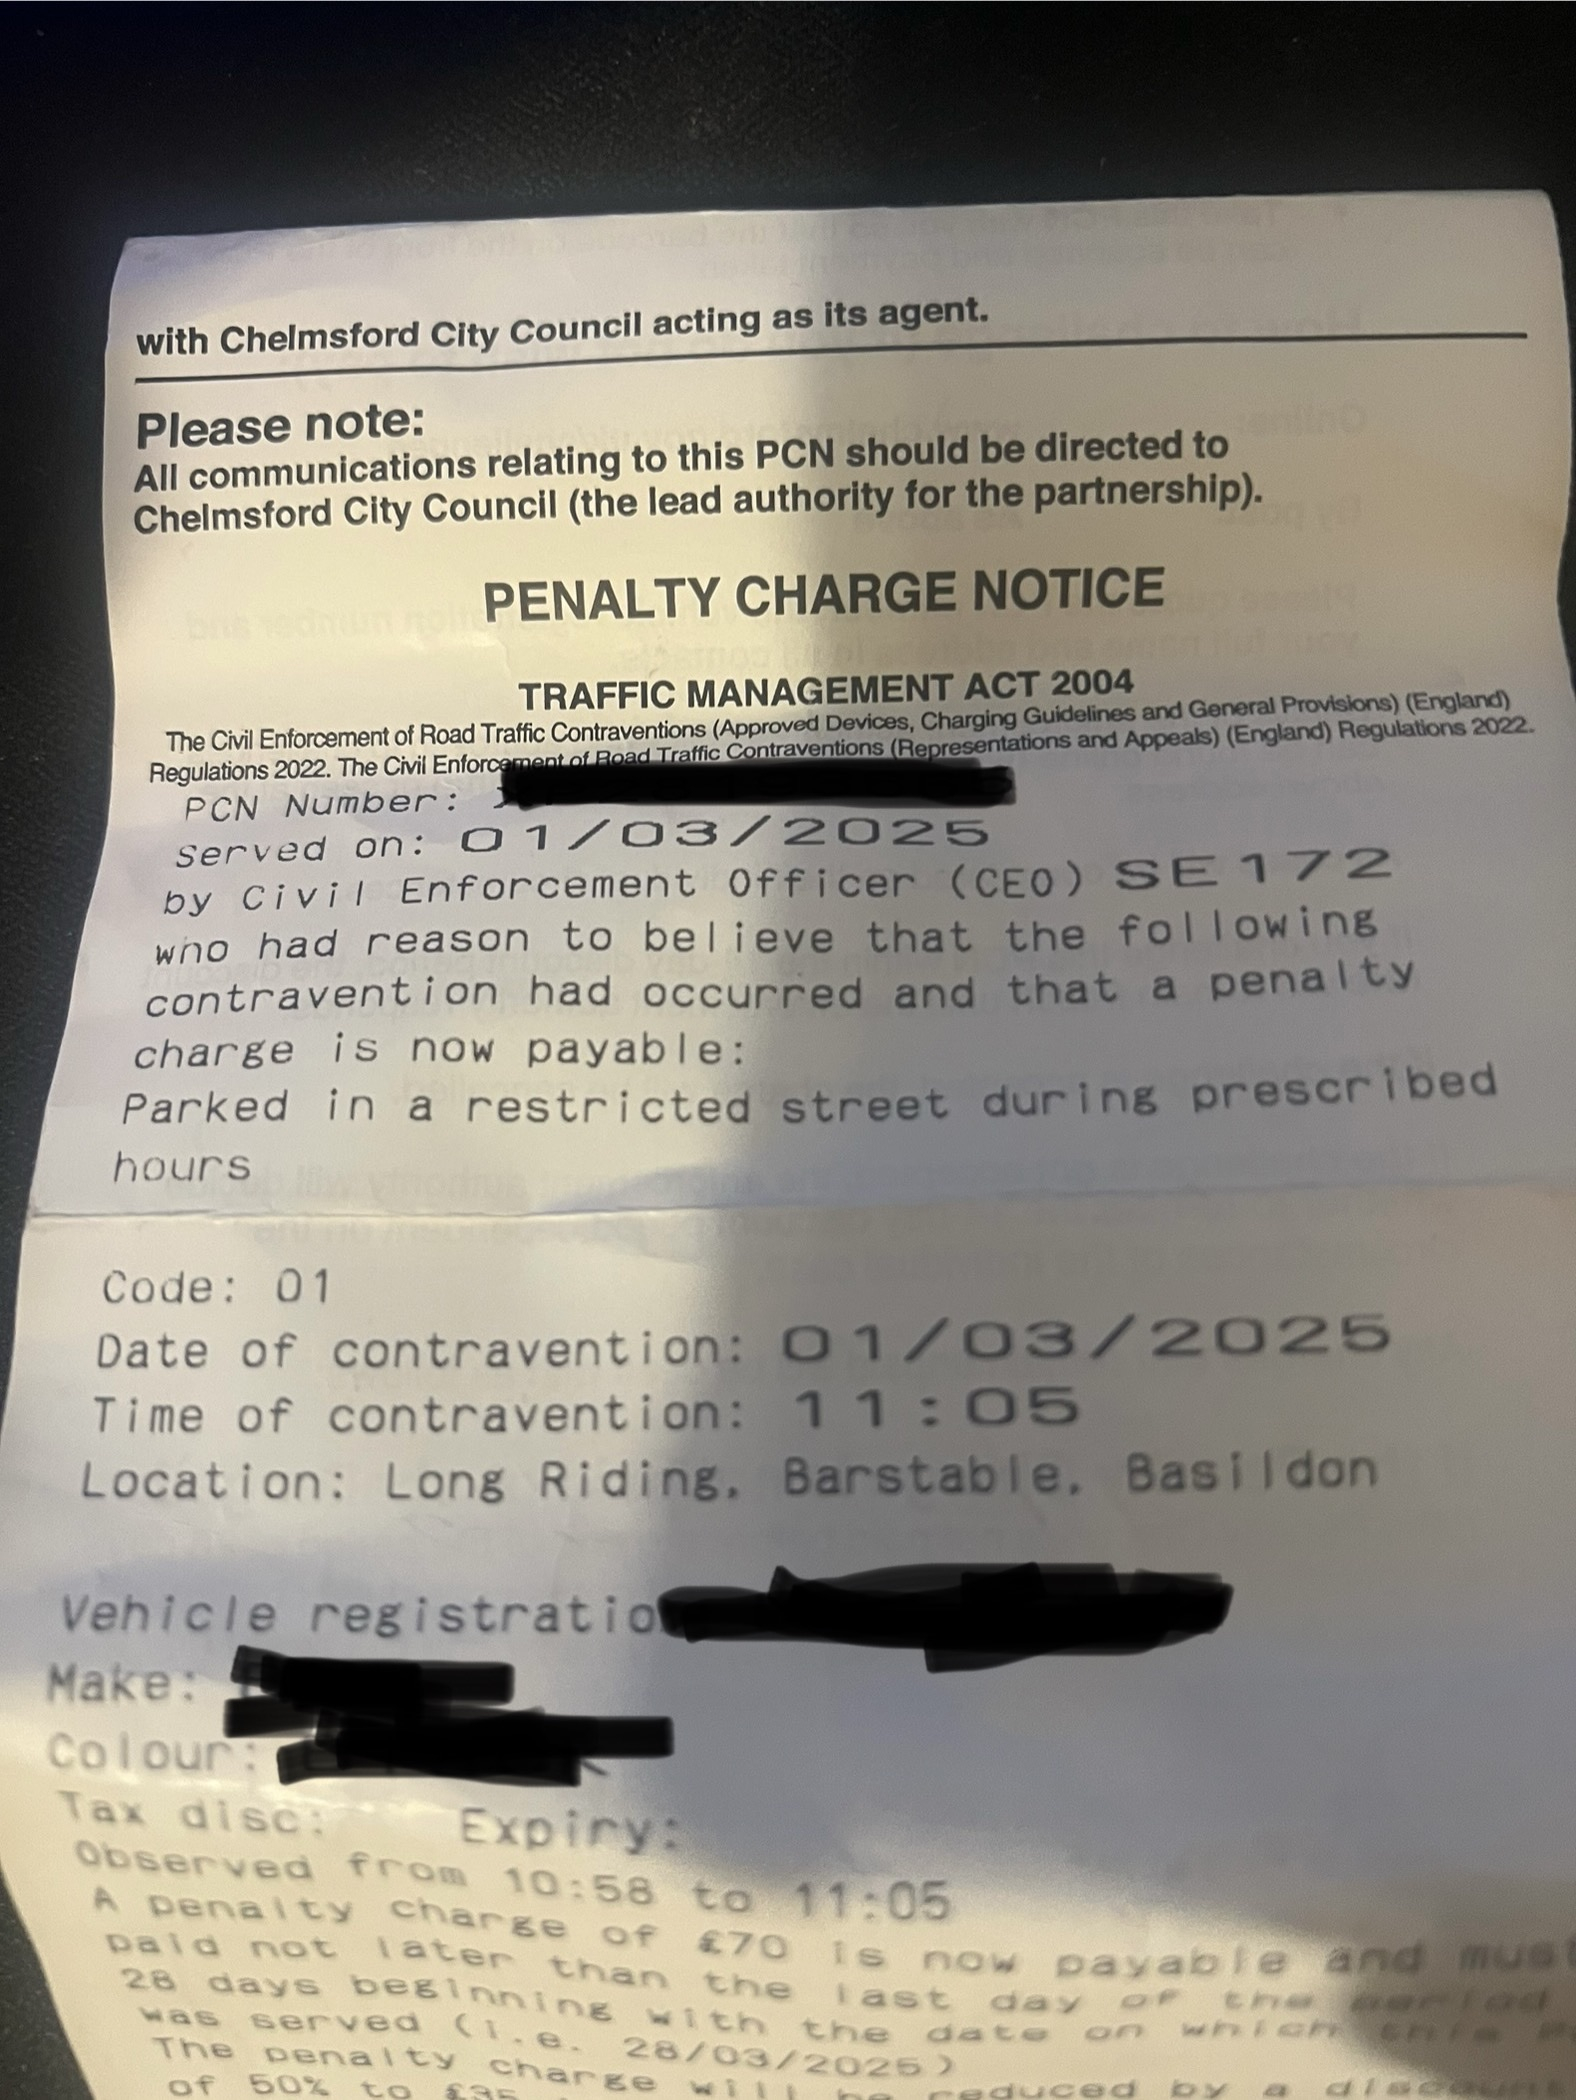 with Chelmsford City Council acting as its agent.
Please note:
All communications relating to this PCN should be directed to
Chelmsford City Council (the lead authority for the partnership).
PENALTY CHARGE NOTICE
TRAFFIC MANAGEMENT ACT 2004
The Civil Enforcement of Road Traffic Contraventions (Approved Devices, Charging Guidelines and General Provisions) (England)
Regulations 2022. The Civil Enforcement of Road Traffic Contraventions (Representations and Appeals) (England) Regulations 2022.
PCN Number:
served on: 01/03/2025
by Civil Enforcement Officer (CEO) SE172
who had reason to believe that the following
contravention had occurred and that a penalty
charge is now payable:
Parked in a restricted street during prescribed
hours
Code: 01
Date of contravention: 01/03/2025
Time of contravention: 11:05
Location: Long Riding, Barstable, Basildon
Vehicle registratio
Make:
Colour:
Tax disc: Expiry:
Observed from 10:58 to 11:05
A penalty charge of £70 is now payable and must
paid not later than the last day of the period
28 days beginning with the date on which this
was served (i.e. 28/03/2025)
The penalty charge will be reduced by a
of 50% to £35